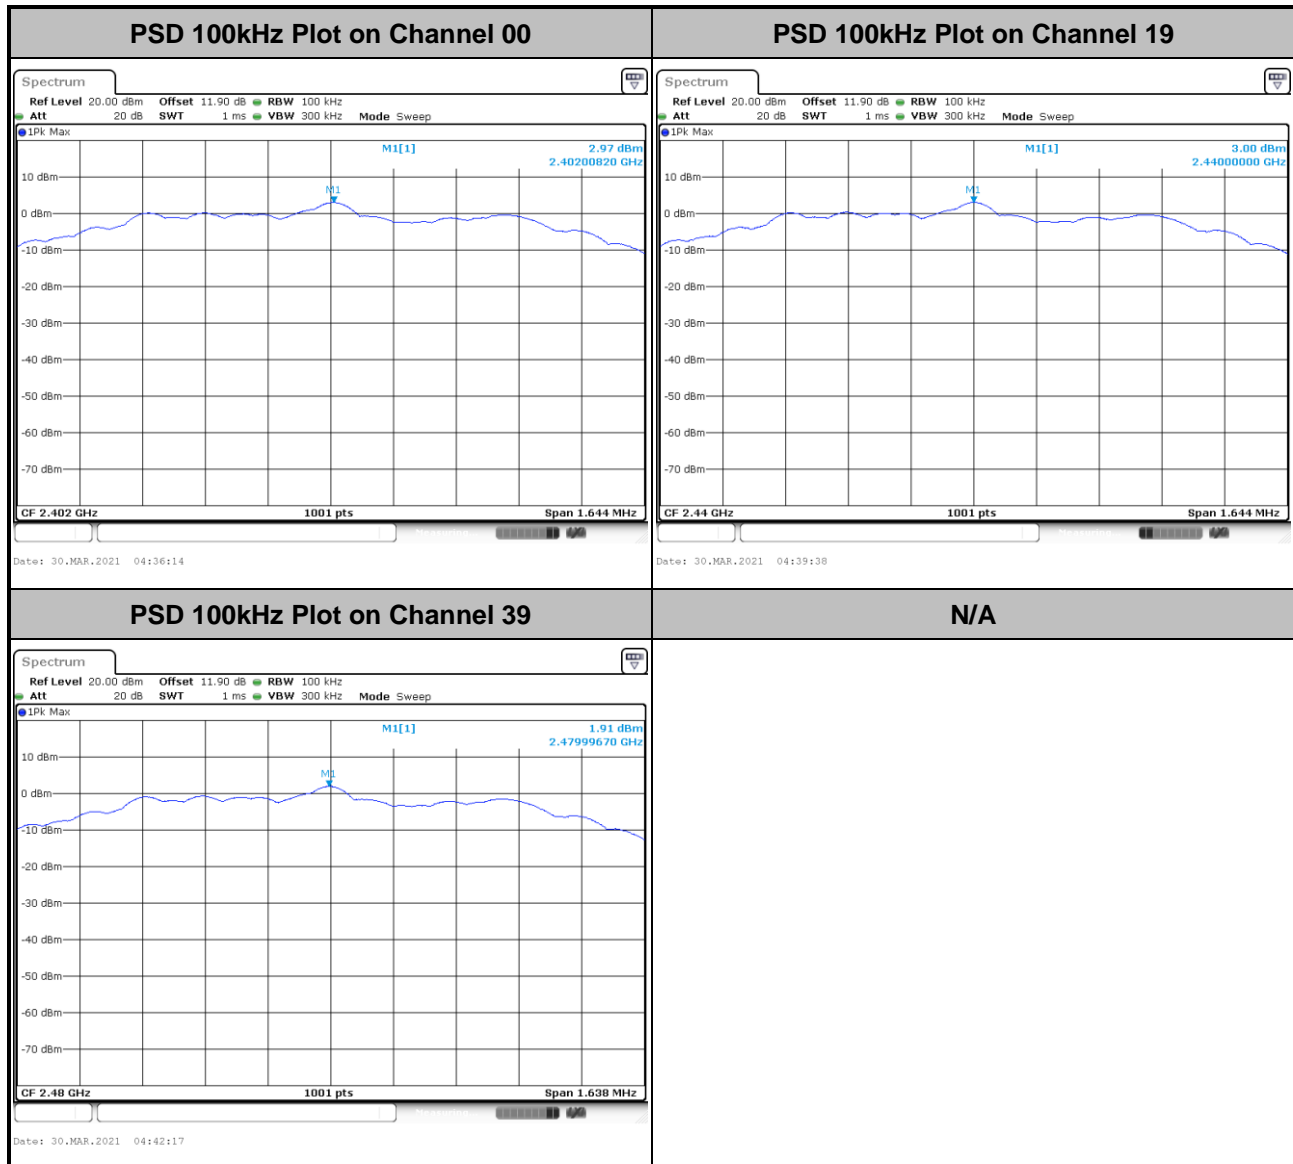 PSD 100kHz Plot on Channel 00
Spectrum
Ref Level 20.00 dBm Offset 11.90 dB RBW 100 kHz
Att 20 dB SWT 1 ms VBW 300 kHz Mode Sweep
1Pk Max
M1[1] 2.97 dBm
2.40200820 GHz
10 dBm
M1
0 dBm
-10 dBm
-20 dBm
-30 dBm
-40 dBm
-50 dBm
-60 dBm
-70 dBm
CF 2.402 GHz 1001 pts Span 1.644 MHz
Measuring
Date: 30.MAR.2021 04:36:14
PSD 100kHz Plot on Channel 19
Spectrum
Ref Level 20.00 dBm Offset 11.90 dB RBW 100 kHz
Att 20 dB SWT 1 ms VBW 300 kHz Mode Sweep
1Pk Max
M1[1] 3.00 dBm
2.44000000 GHz
10 dBm
M1
0 dBm
-10 dBm
-20 dBm
-30 dBm
-40 dBm
-50 dBm
-60 dBm
-70 dBm
CF 2.44 GHz 1001 pts Span 1.644 MHz
Measuring
Date: 30.MAR.2021 04:39:38
PSD 100kHz Plot on Channel 39
Spectrum
Ref Level 20.00 dBm Offset 11.90 dB RBW 100 kHz
Att 20 dB SWT 1 ms VBW 300 kHz Mode Sweep
1Pk Max
M1[1] 1.91 dBm
2.47999670 GHz
10 dBm
M1
0 dBm
-10 dBm
-20 dBm
-30 dBm
-40 dBm
-50 dBm
-60 dBm
-70 dBm
CF 2.48 GHz 1001 pts Span 1.638 MHz
Measuring
Date: 30.MAR.2021 04:42:17
N/A